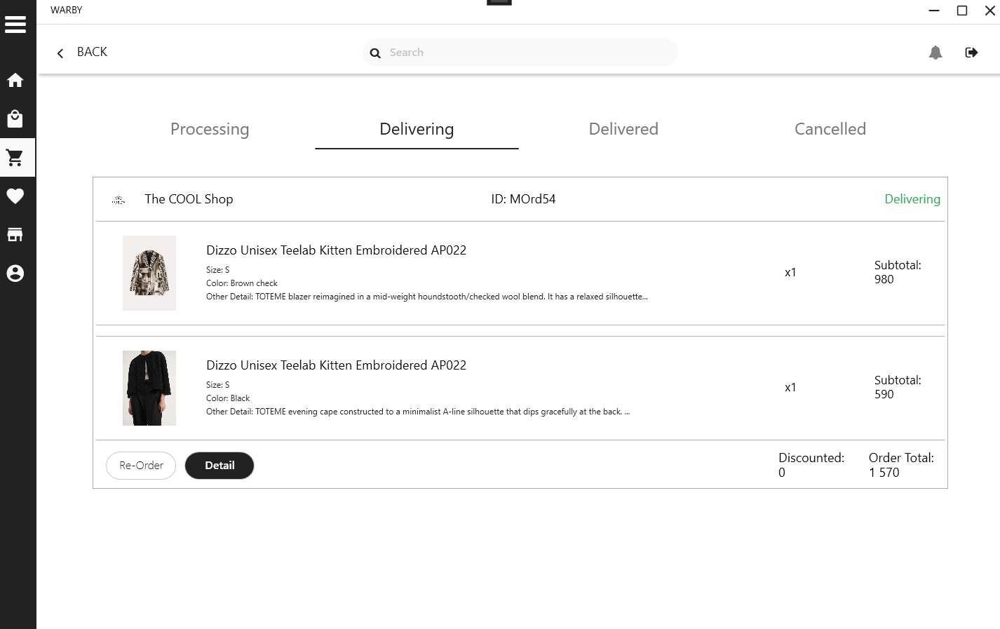 WARBY
BACK
Search
Processing
Delivering
Delivered
Cancelled
The COOL Shop
ID: MOrd54
Delivering
Dizzo Unisex Teelab Kitten Embroidered AP022
Size: S
Color: Brown check
Other Detail: TOTEME blazer reimagined in a mid-weight houndstooth/checked wool blend. It has a relaxed silhouette...
x1
Subtotal:
980
Dizzo Unisex Teelab Kitten Embroidered AP022
Size: S
Color: Black
Other Detail: TOTEME evening cape constructed to a minimalist A-line silhouette that dips gracefully at the back. ...
x1
Subtotal:
590
Re-Order
Detail
Discounted:
0
Order Total:
1 570